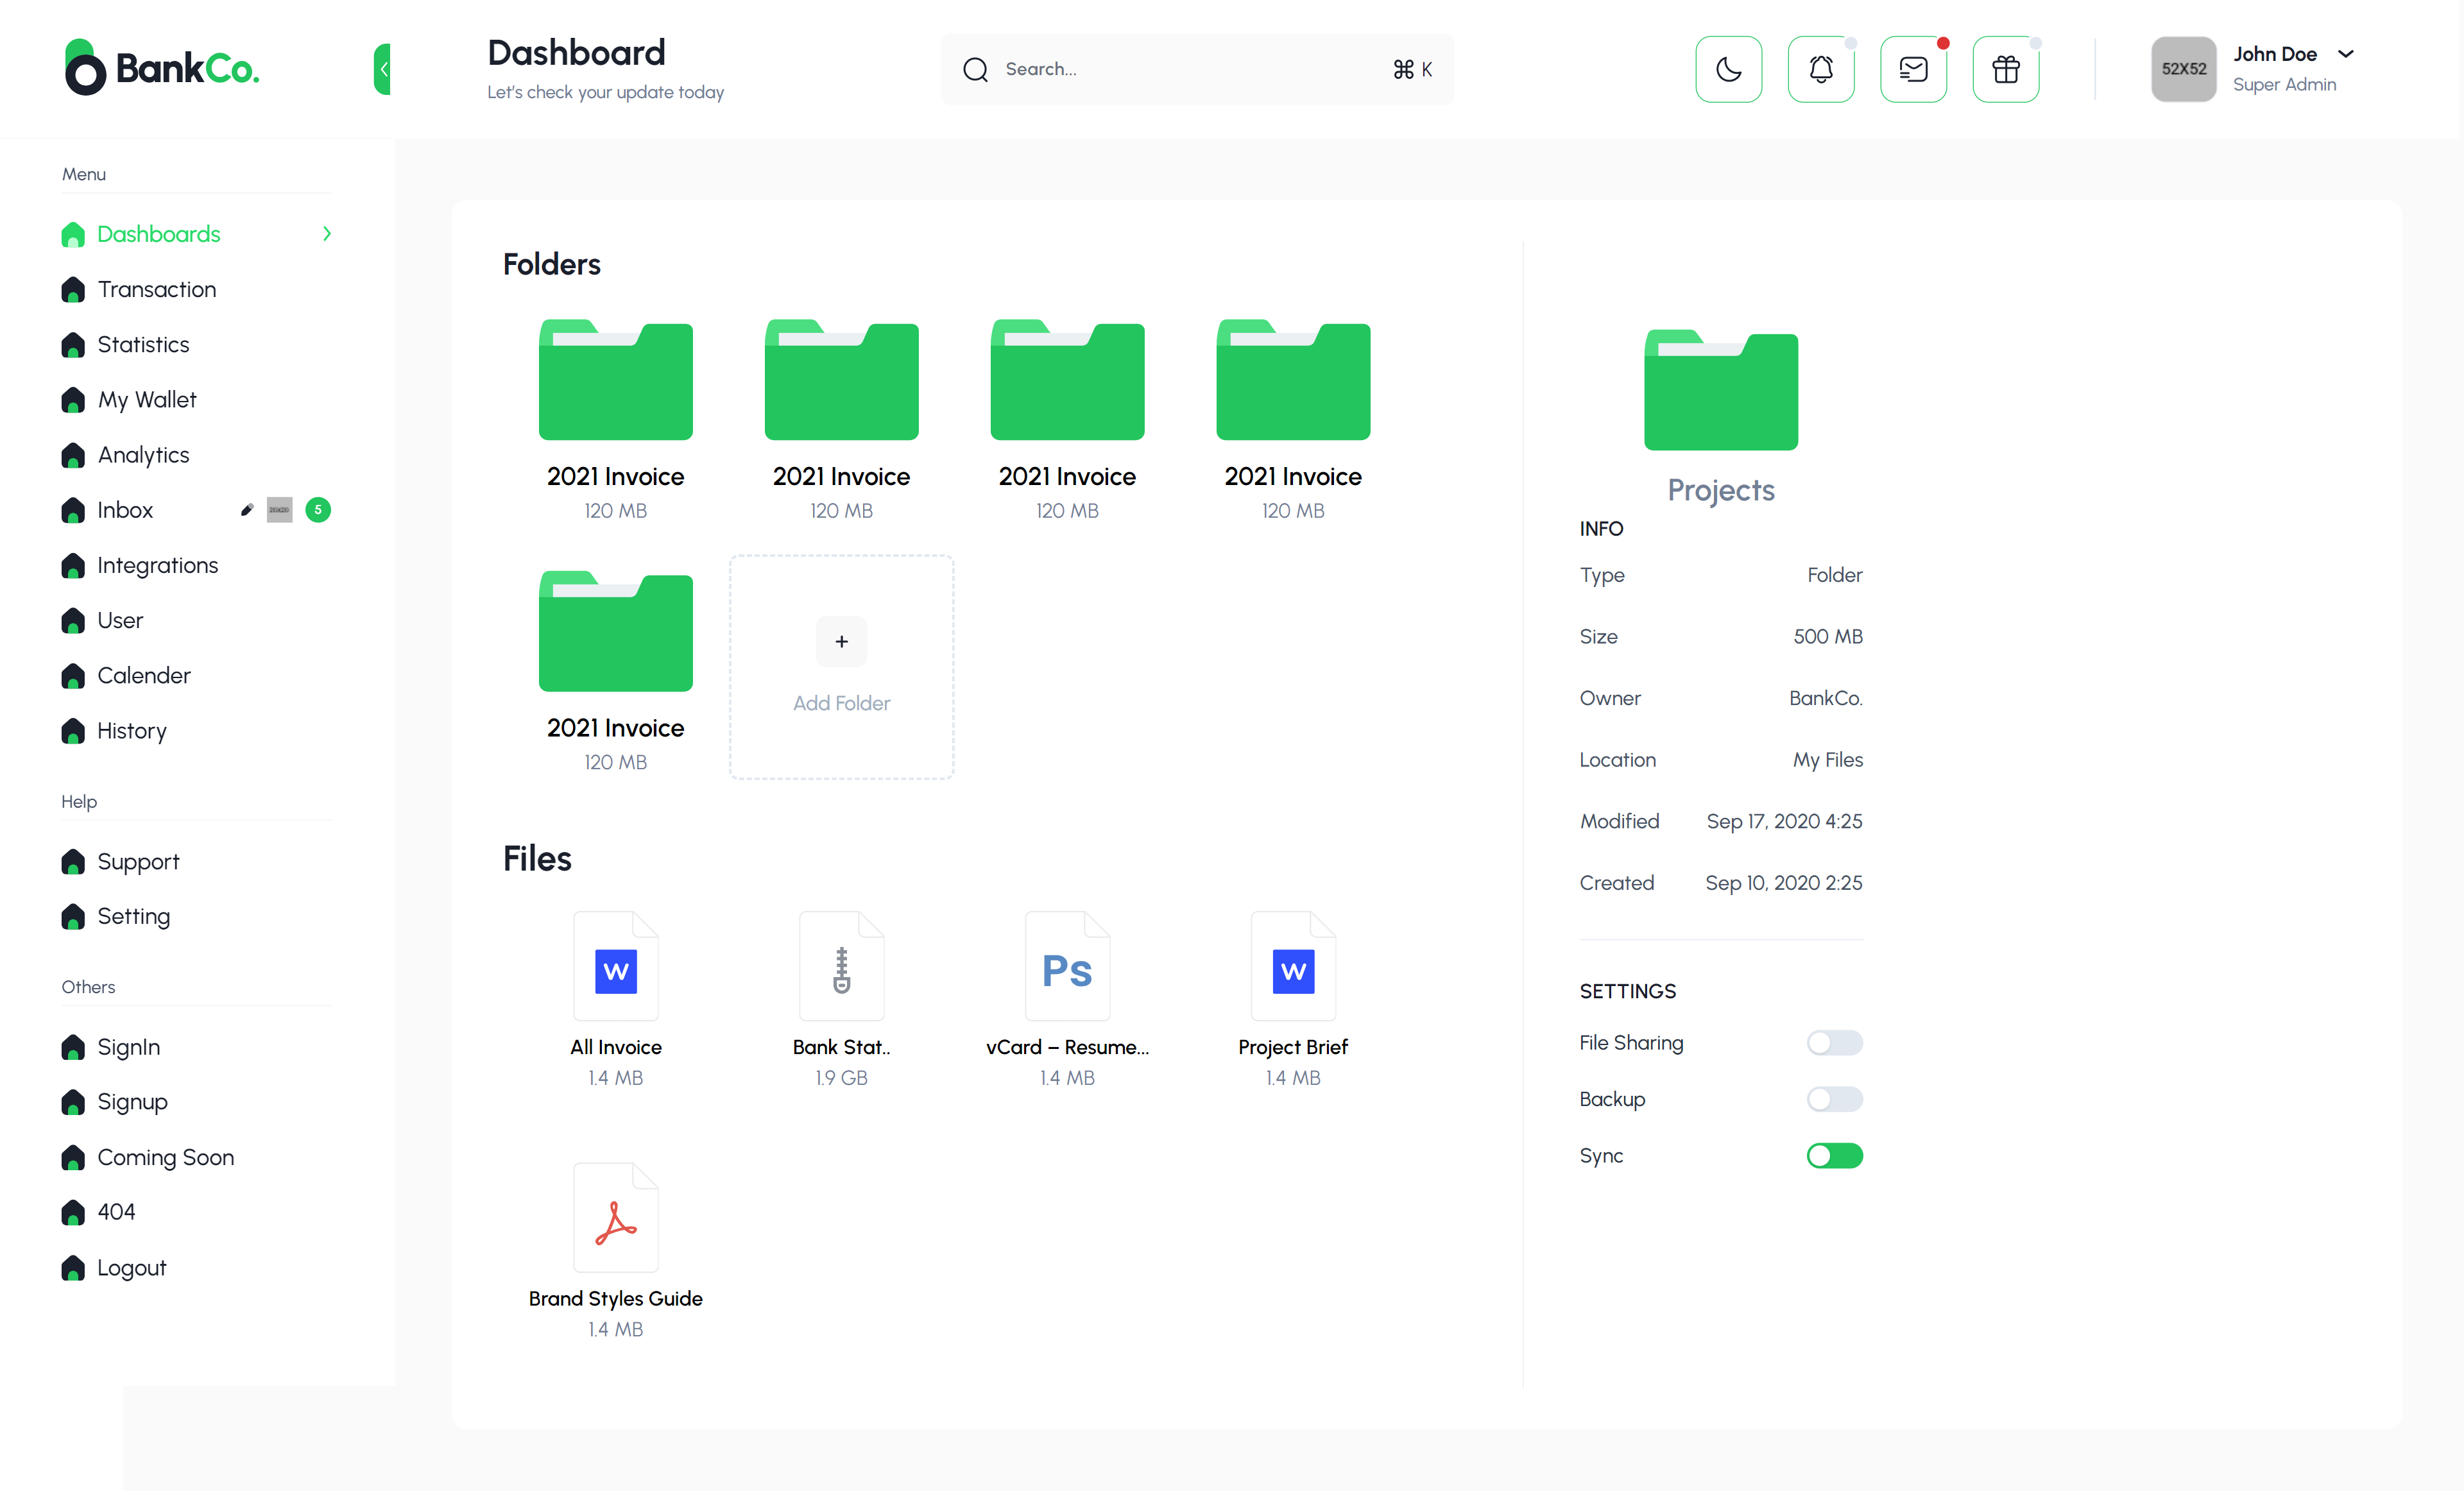 BankCo.
Dashboard
Let's check your update today
Search...
⌘ K
52X52
John Doe
Super Admin
Menu
Dashboards
Transaction
Statistics
My Wallet
Analytics
Inbox
5
Integrations
User
Calender
History
Help
Support
Setting
Others
SignIn
Signup
Coming Soon
404
Logout
Folders
2021 Invoice
120 MB
2021 Invoice
120 MB
2021 Invoice
120 MB
2021 Invoice
120 MB
2021 Invoice
120 MB
+
Add Folder
Files
W
All Invoice
1.4 MB
Bank Stat..
1.9 GB
Ps
vCard – Resume...
1.4 MB
W
Project Brief
1.4 MB
Brand Styles Guide
1.4 MB
Projects
INFO
Type Folder
Size 500 MB
Owner BankCo.
Location My Files
Modified Sep 17, 2020 4:25
Created Sep 10, 2020 2:25
SETTINGS
File Sharing
Backup
Sync